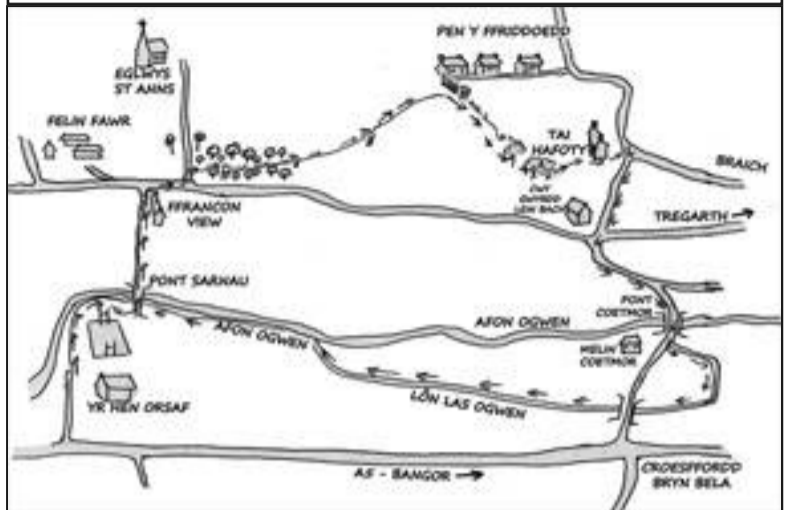 PEN Y FFRIDDOEDD
EGLWYS
ST ANNS
FELIN FAWR
TAI
HAFOTY
BRAICH
FFRANCON
VIEW
TREGARTH
PONT SARNAU
PONT
COETMOR
AFON OGWEN
AFON OGWEN
MELIN
COETMOR
LÔN LAS OGWEN
YR HEN ORSAF
A5 - BANGOR
CROESFFORDD
BRYN BELA